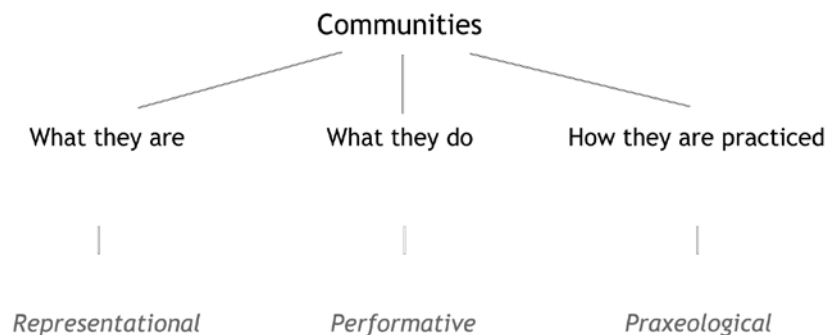 Communities
What they are
What they do
How they are practiced
Representational
Performative
Praxeological